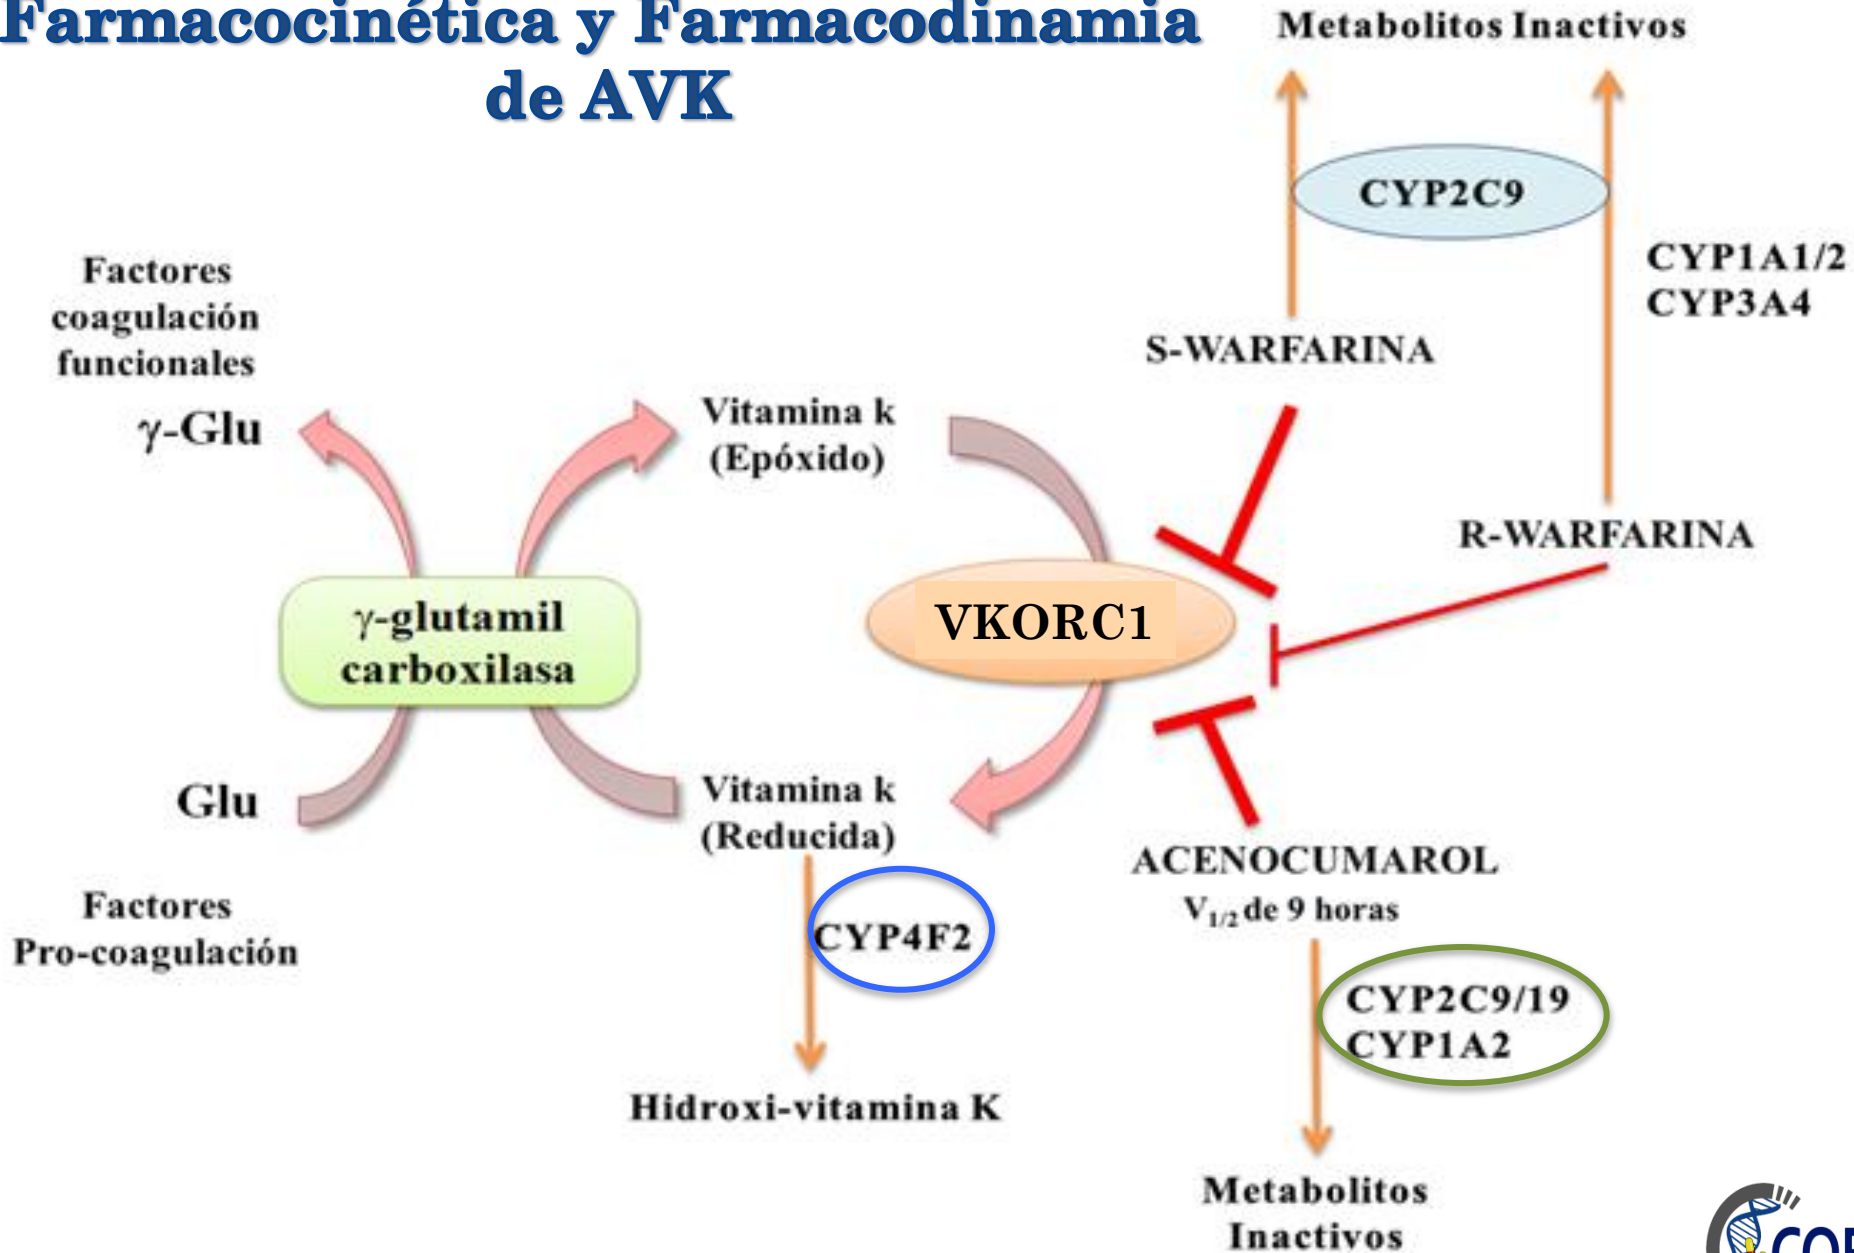 Farmacocinética y Farmacodinamia
de AVK
Metabolitos Inactivos
CYP2C9
CYP1A1/2
CYP3A4
S-WARFARINA
R-WARFARINA
Factores
coagulación
funcionales
γ-Glu
Vitamina k
(Epóxido)
γ-glutamil
carboxilasa
VKORC1
Glu
Vitamina k
(Reducida)
Factores
Pro-coagulación
CYP4F2
Hidroxi-vitamina K
ACENOCUMAROL
V1/2 de 9 horas
CYP2C9/19
CYP1A2
Metabolitos
Inactivos